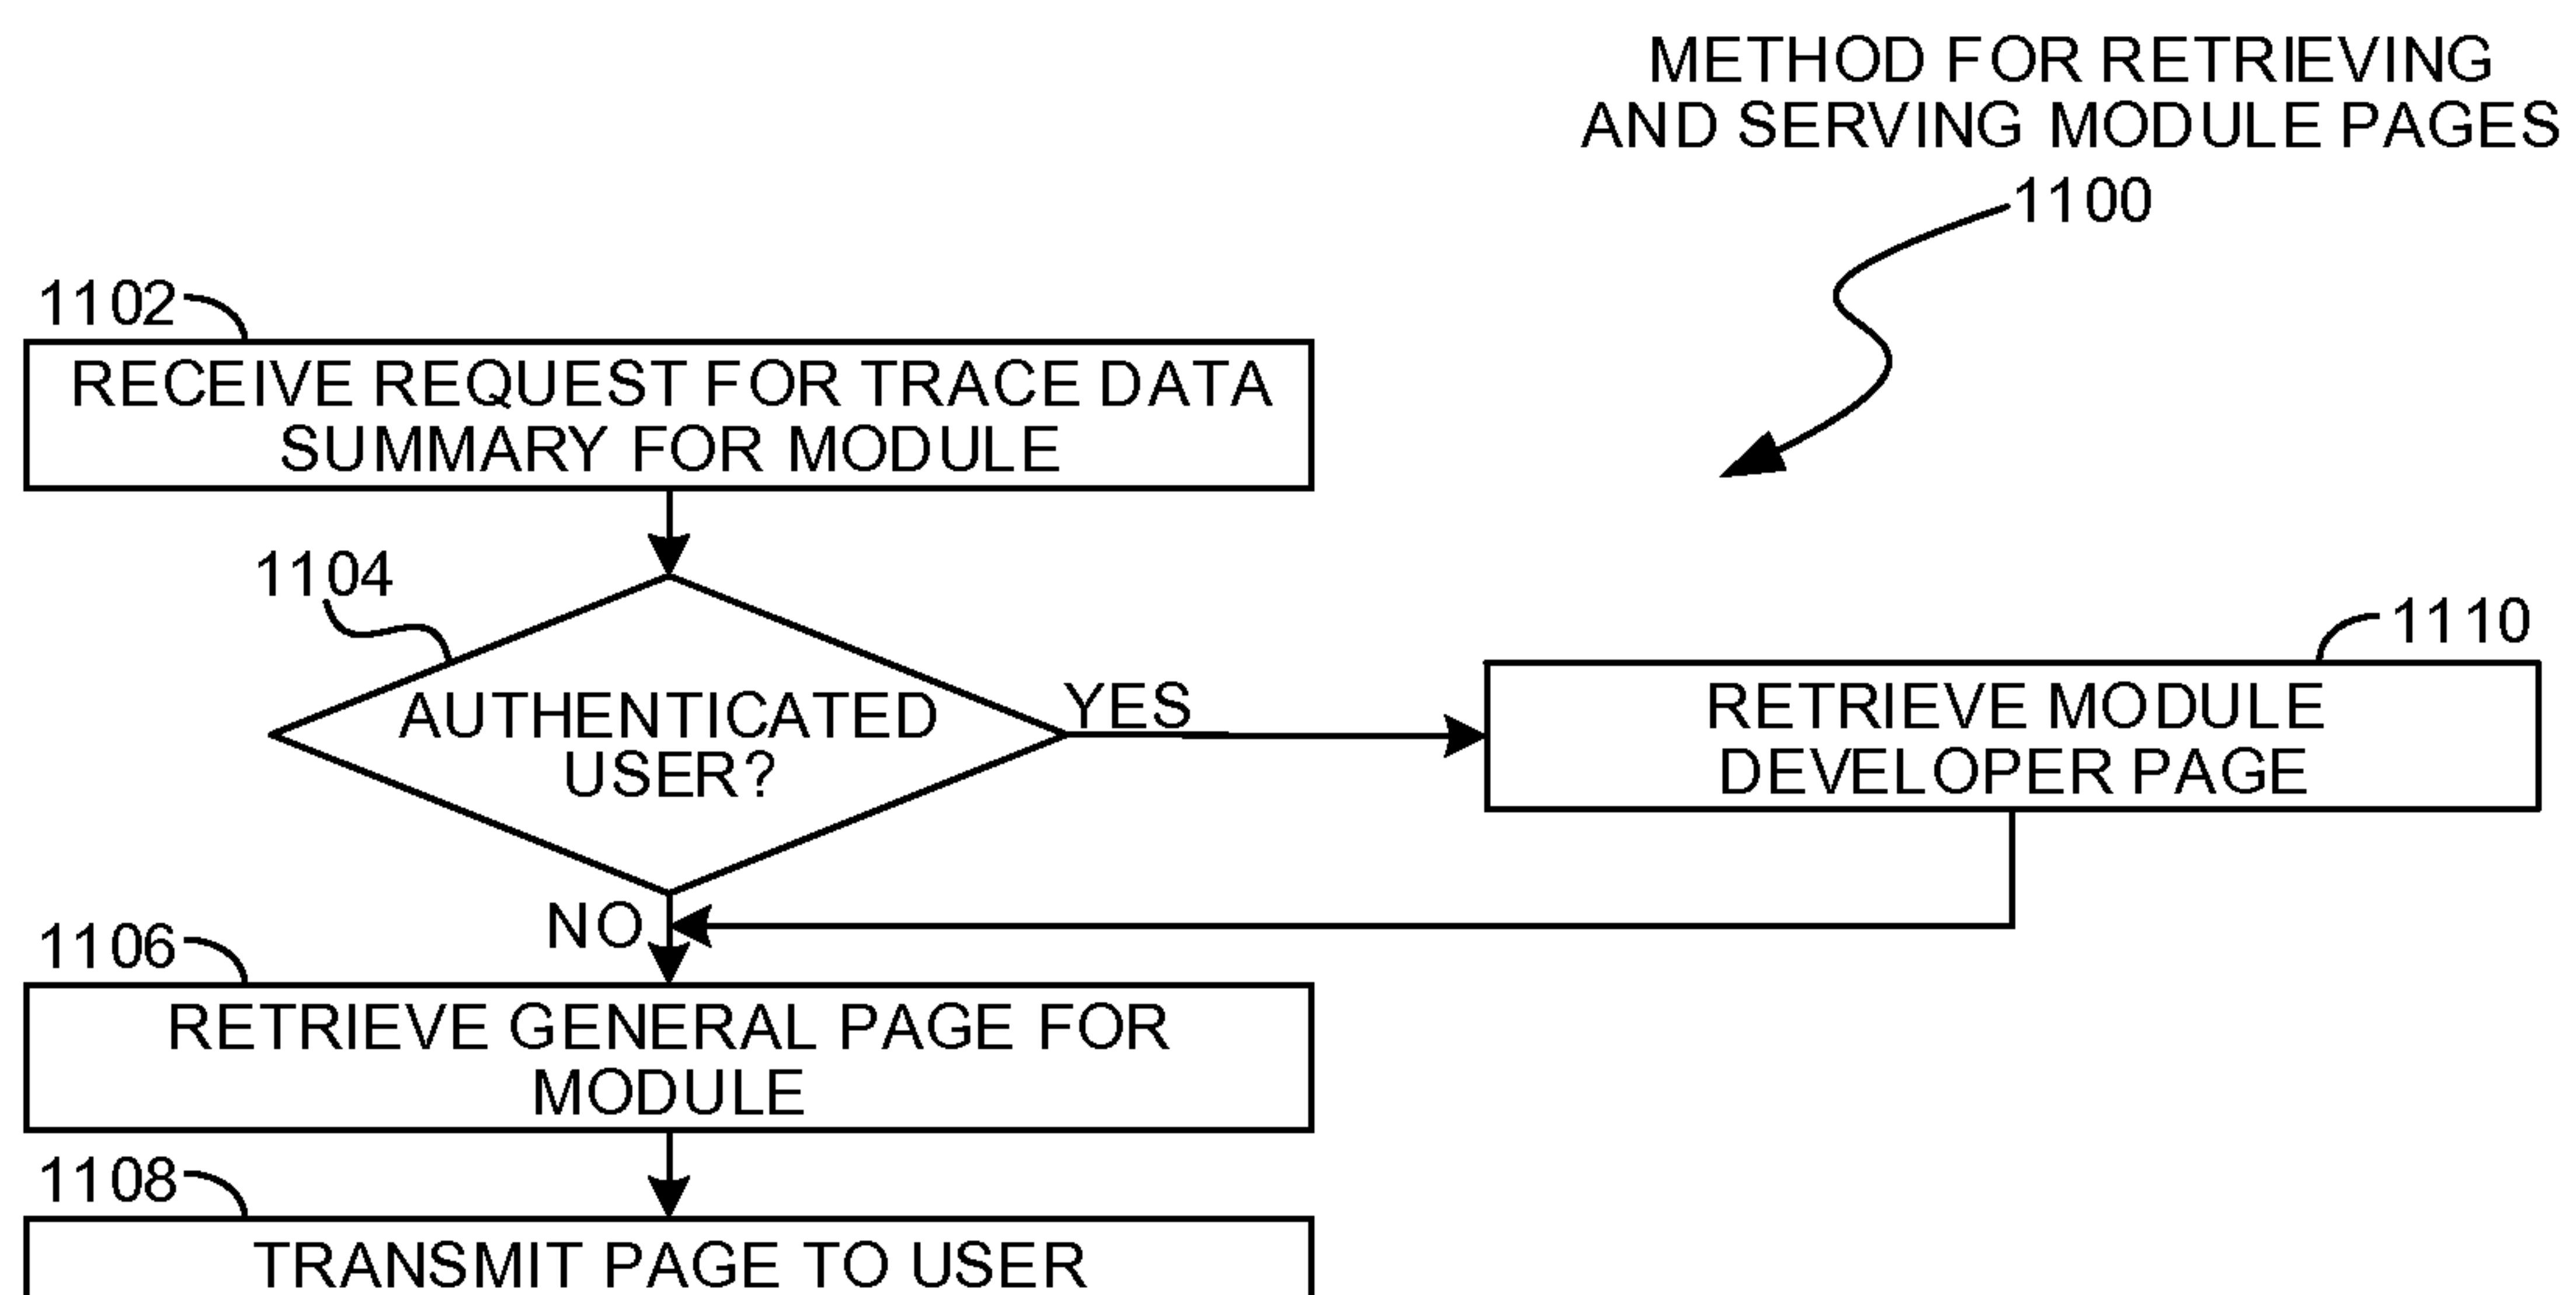 METHOD FOR RETRIEVING
AND SERVING MODULE PAGES
1100
1102
RECEIVE REQUEST FOR TRACE DATA
SUMMARY FOR MODULE
1104
AUTHENTICATED
USER?
YES
1110
RETRIEVE MODULE
DEVELOPER PAGE
NO
1106
RETRIEVE GENERAL PAGE FOR
MODULE
1108
TRANSMIT PAGE TO USER